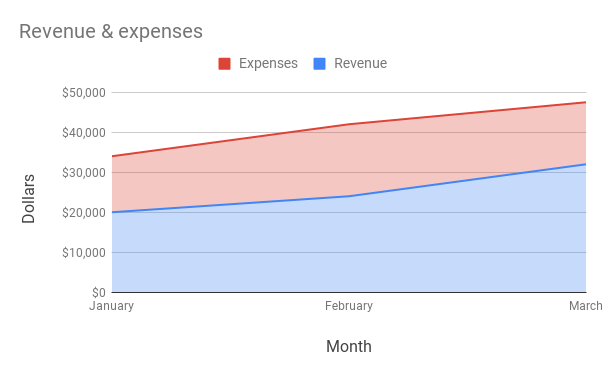 Revenue & expenses
Expenses Revenue
$50,000
$40,000
$30,000
$20,000
$10,000
$0
Dollars
January February March
Month